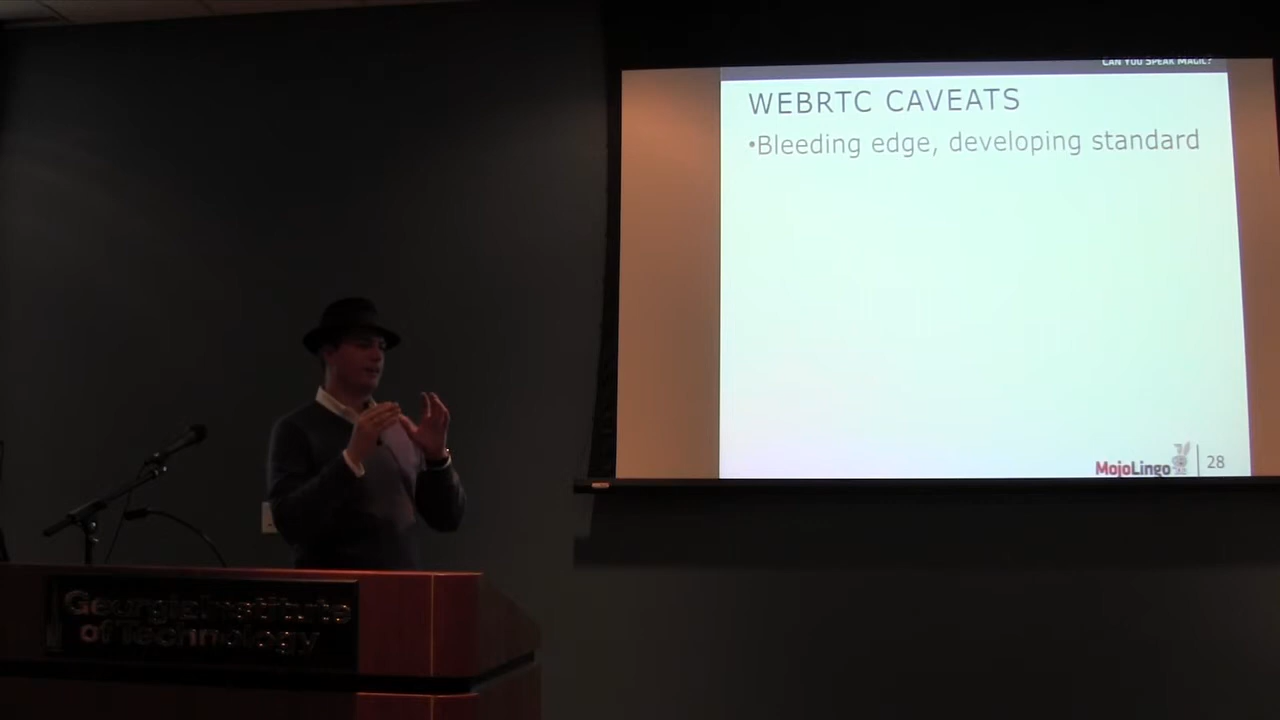 CAN YOU SPEAK MAGIC?
WEBRTC CAVEATS
•Bleeding edge, developing standard
MojoLingo
28
Georgia Institute
of Technology